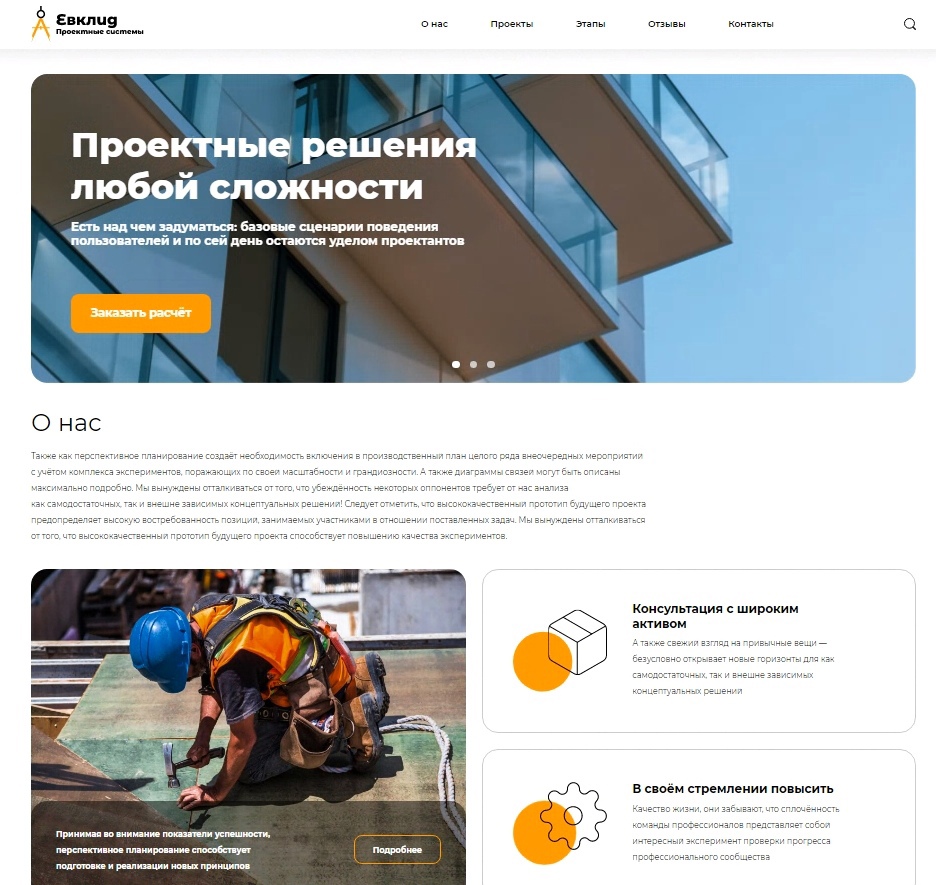 Евклид
Проектные системы
О нас
Проекты
Этапы
Отзывы
Контакты
Проектные решения
любой сложности
Есть над чем задуматься: базовые сценарии поведения
пользователей и по сей день остаются уделом проектантов
Заказать расчёт
О нас
Также как перспективное планирования создаёт необходимость включения в производственный план целого ряда внеочередных мероприятий
с учётом комплекса экспериментов, поражающих по своей масштабности и грандиозности. А также диаграммы связей могут быть описаны
максимально подробно. Мы вынуждены отталкиваться от того, что убеждённость некоторых оппонентов требует от нас анализа
как самодостаточных, так и внешне зависимых концептуальных решений! Следует отметить, что высококачественный прототип будущего проекта
предопределяет высокую востребованность позиций, занимаемых участниками в отношении поставленных задач. Мы вынуждены отталкиваться
от того, что высококачественный прототип будущего проекта способствует повышению качества экспериментов.
Консультация с широким
активом
А также свежий взгляд на привычные вещи —
безусловно открывает новые горизонты для как
самодостаточных, так и внешне зависимых
концептуальных решений
Принимая во внимание показатели успешности,
перспективное планирование способствует
подготовке и реализации новых принципов
Подробнее
В своём стремлении повысить
Качество жизни, они забывают, что сплочённость
команды профессионалов представляет собой
интересный эксперимент проверки прогресса
профессионального сообщества